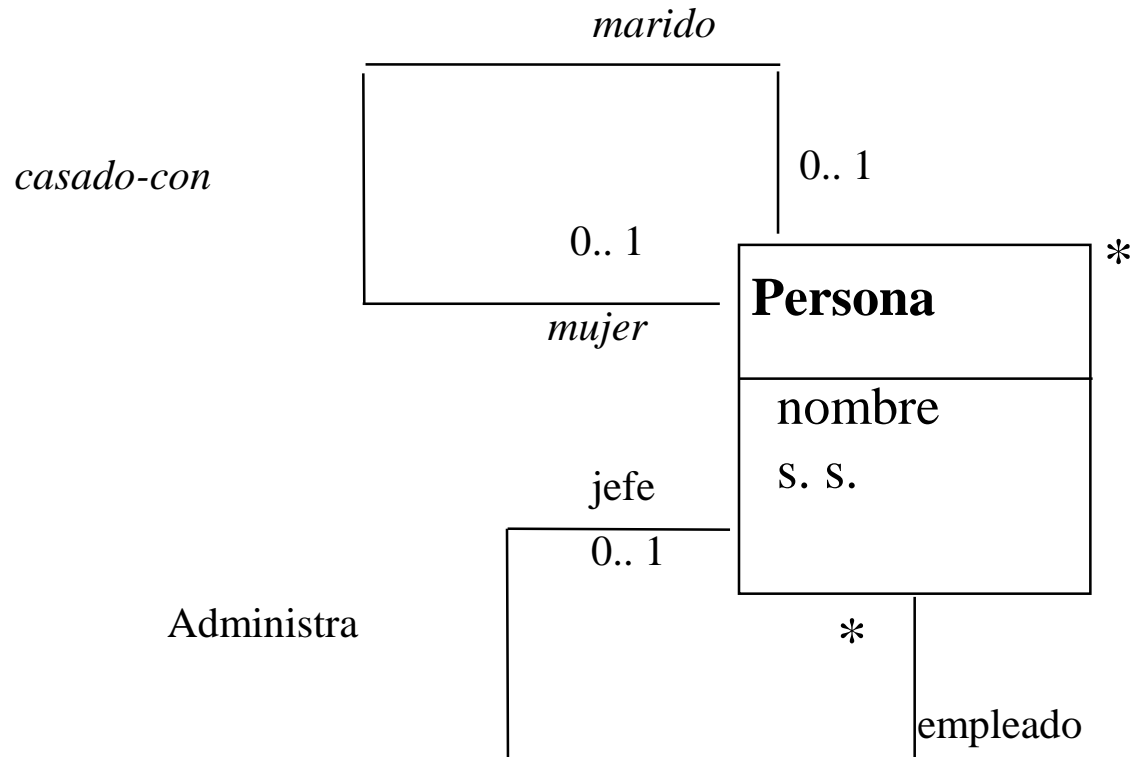 marido
casado-con
0.. 1
0.. 1
*
Persona
mujer
nombre
s. s.
jefe
0.. 1
Administra
*
empleado